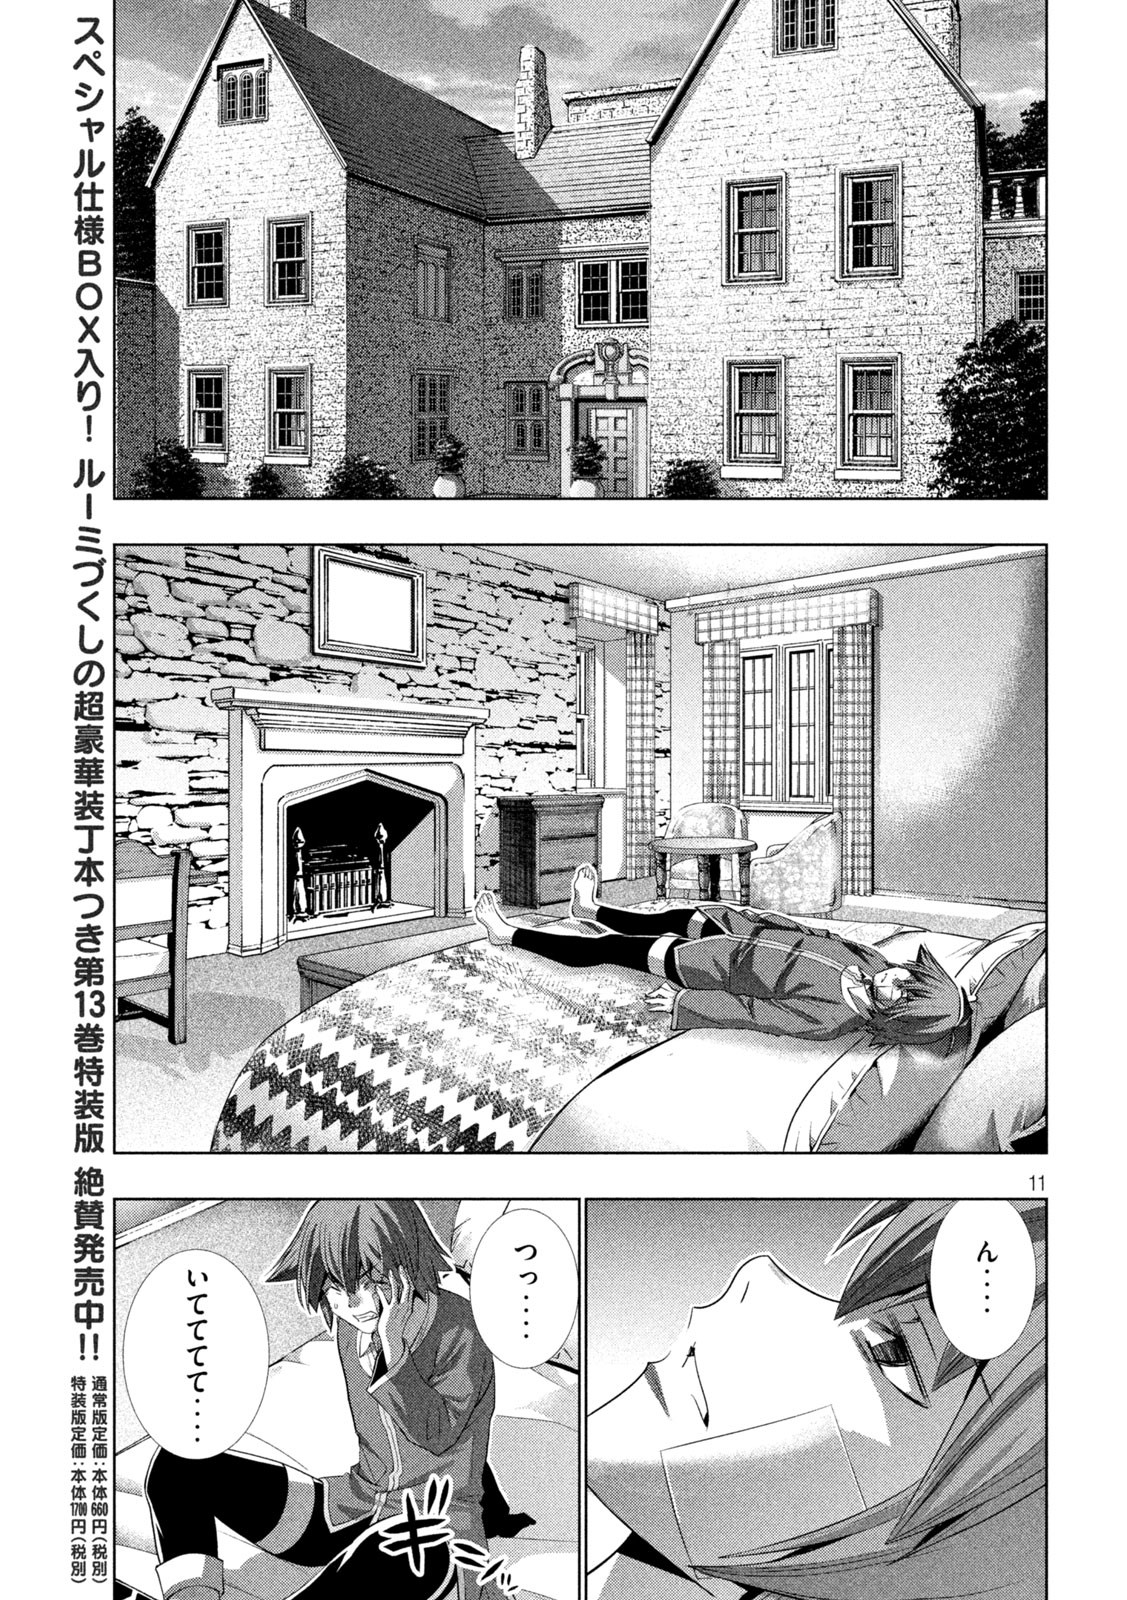 スペシャル仕様BOX入り！ ルーミづくしの超豪華装丁本つき第13巻特装版 絶賛発売中!!
通常版定価：本体660円（税別）
特装版定価：本体1700円（税別）
11
ん‥‥
つっ‥‥
いててててて‥‥
ギシ